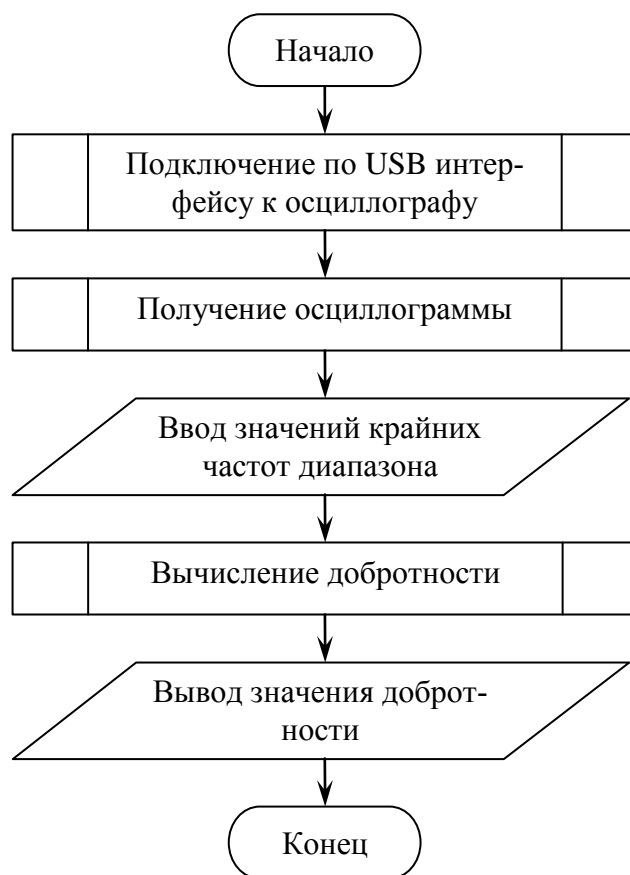 Начало
Подключение по USB интер-
фейсу к осциллографу
Получение осциллограммы
Ввод значений крайних
частот диапазона
Вычисление добротности
Вывод значения доброт-
ности
Конец